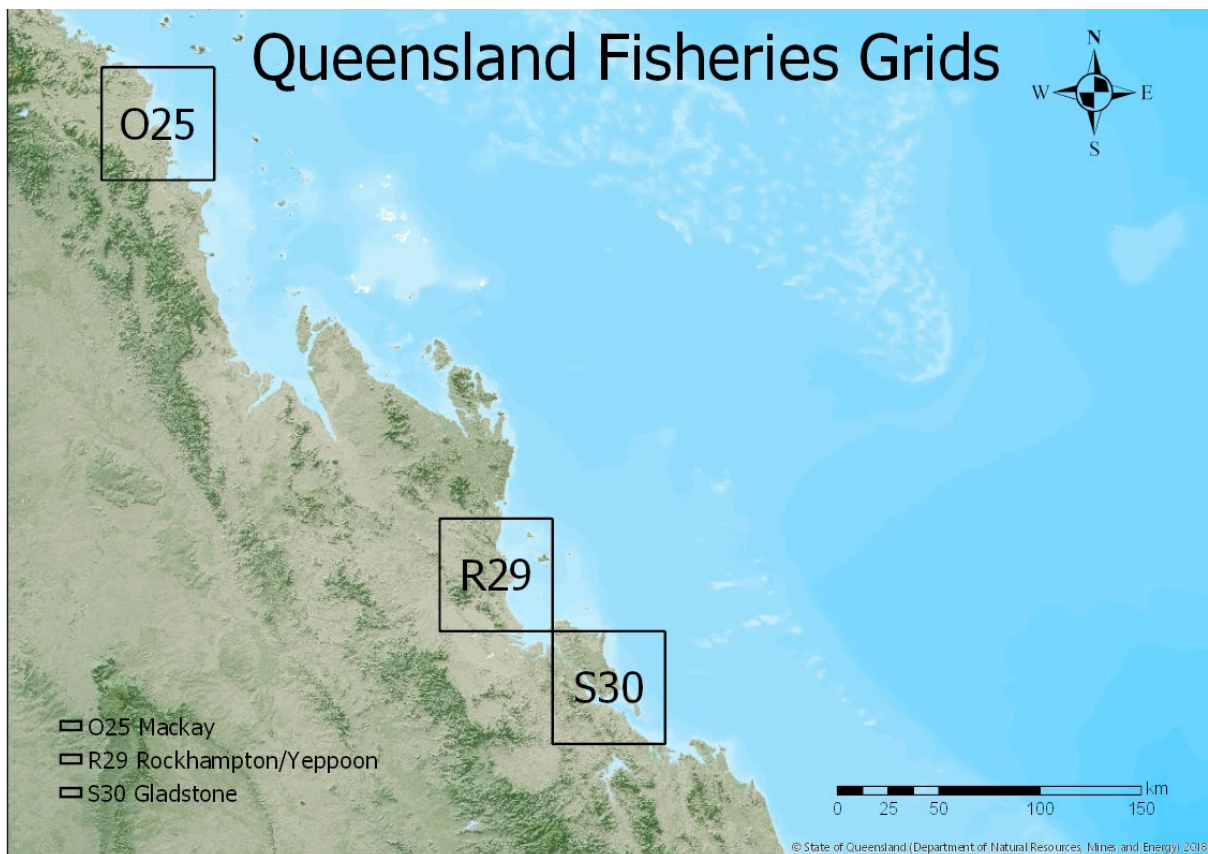 Queensland Fisheries Grids
N
W E
S
O25
R29
S30
O25 Mackay
R29 Rockhampton/Yeppoon
S30 Gladstone
km
0 25 50 100 150
© State of Queensland (Department of Natural Resources, Mines and Energy) 2018